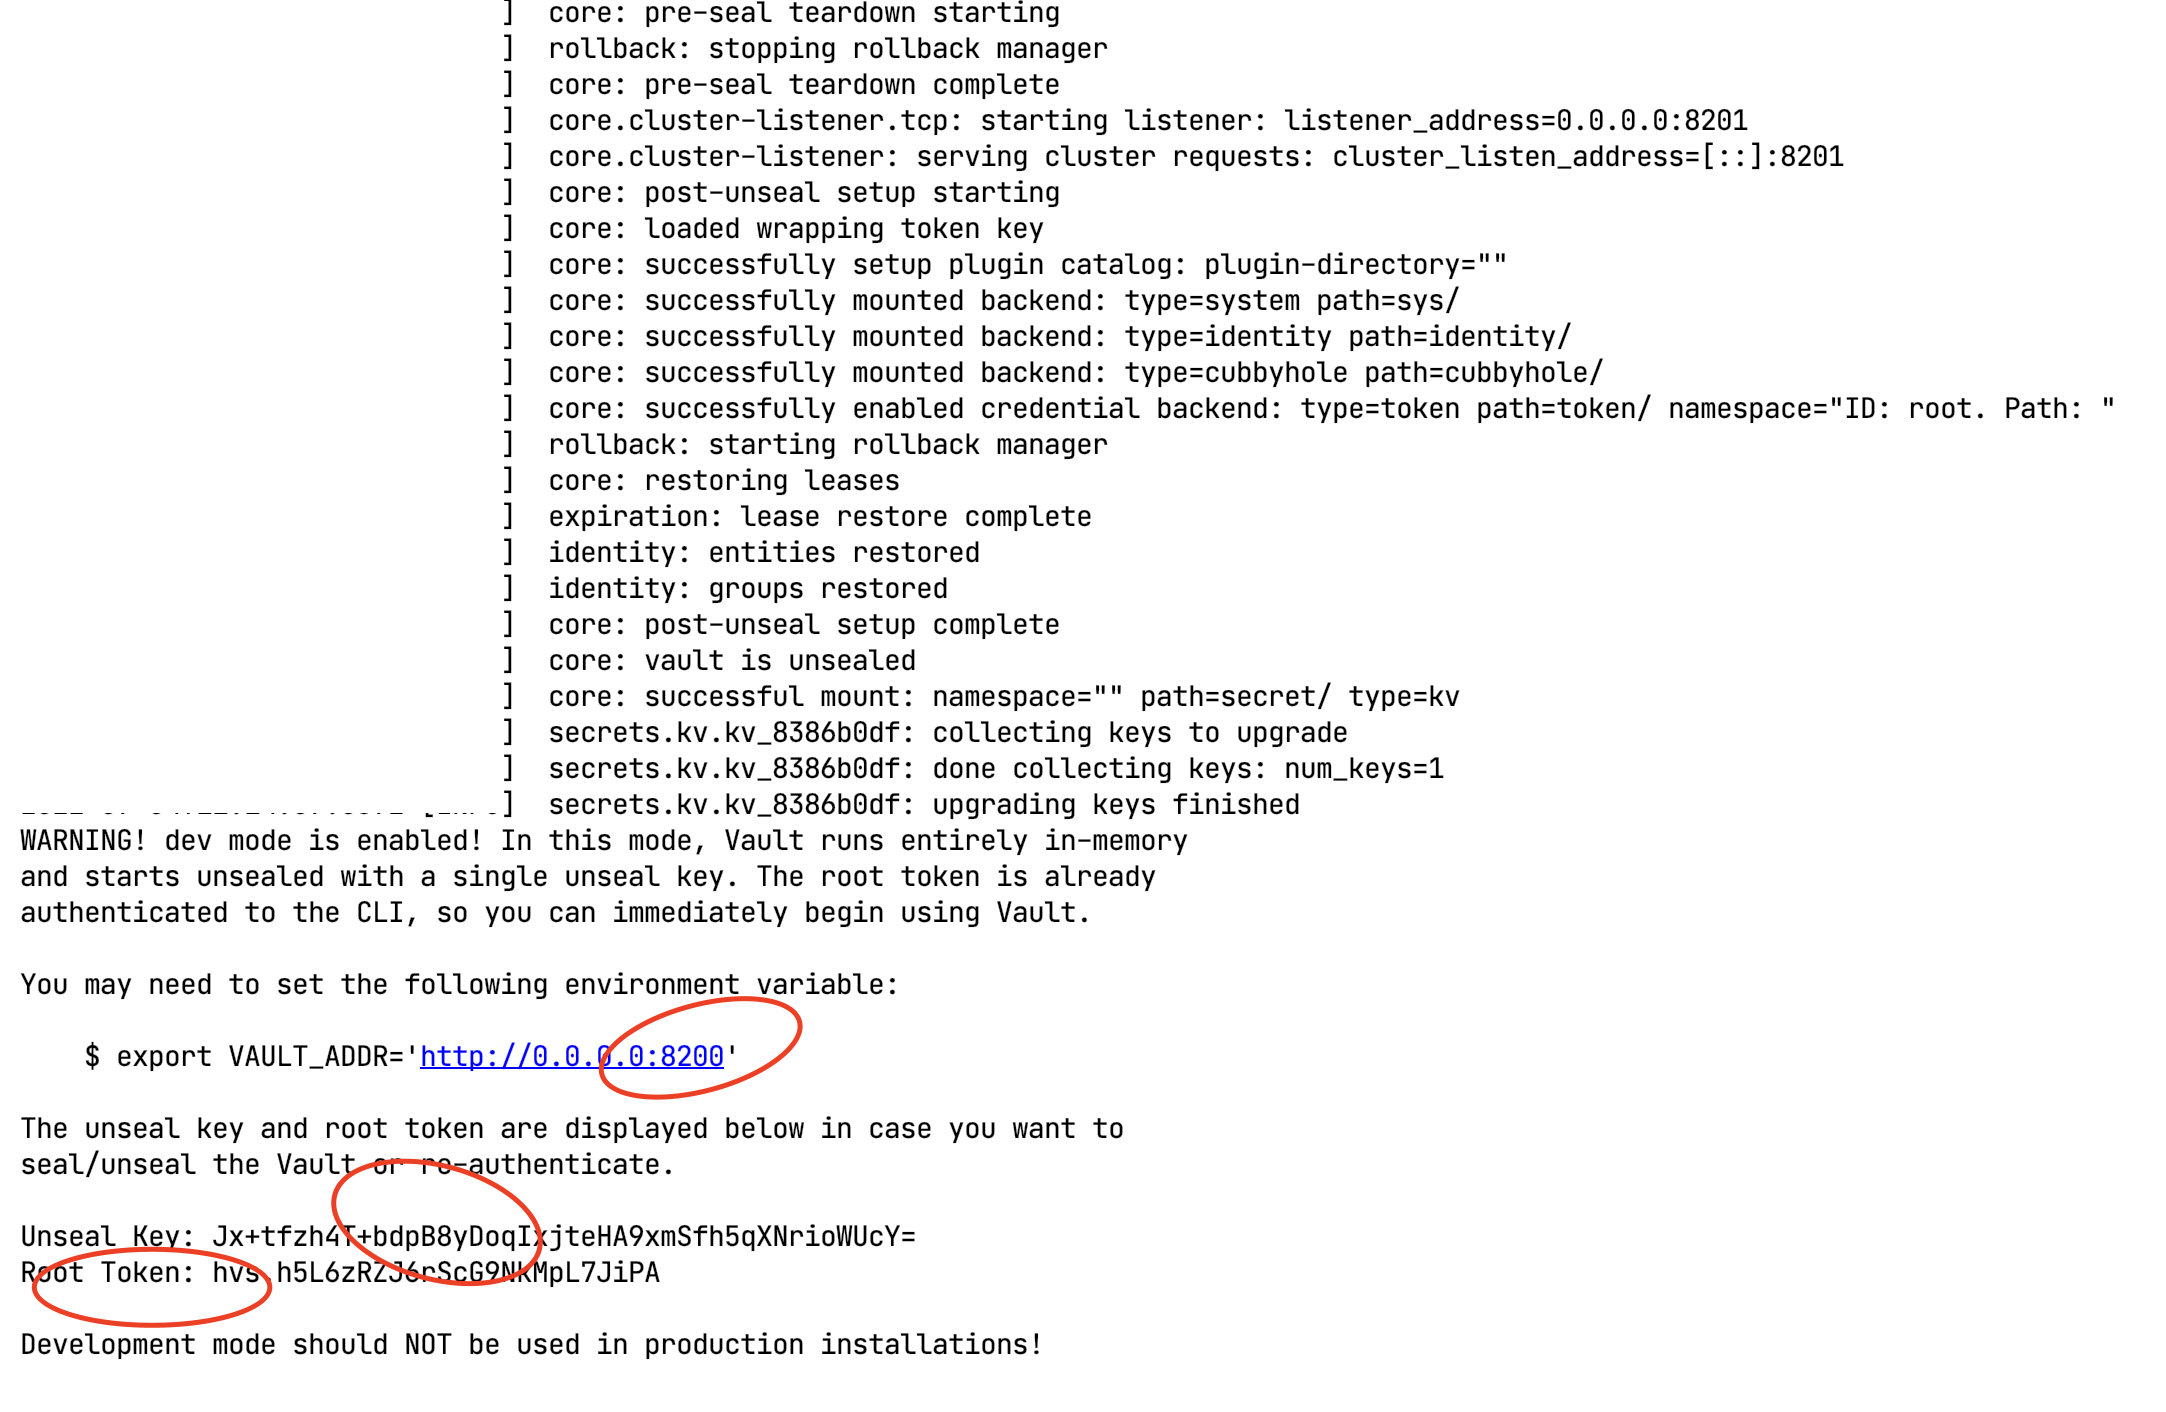 ] core: pre-seal teardown starting
] rollback: stopping rollback manager
] core: pre-seal teardown complete
] core.cluster-listener.tcp: starting listener: listener_address=0.0.0.0:8201
] core.cluster-listener: serving cluster requests: cluster_listen_address=[::]:8201
] core: post-unseal setup starting
] core: loaded wrapping token key
] core: successfully setup plugin catalog: plugin-directory=""
] core: successfully mounted backend: type=system path=sys/
] core: successfully mounted backend: type=identity path=identity/
] core: successfully mounted backend: type=cubbyhole path=cubbyhole/
] core: successfully enabled credential backend: type=token path=token/ namespace="ID: root. Path: "
] rollback: starting rollback manager
] core: restoring leases
] expiration: lease restore complete
] identity: entities restored
] identity: groups restored
] core: post-unseal setup complete
] core: vault is unsealed
] core: successful mount: namespace="" path=secret/ type=kv
] secrets.kv.kv_8386b0df: collecting keys to upgrade
] secrets.kv.kv_8386b0df: done collecting keys: num_keys=1
] secrets.kv.kv_8386b0df: upgrading keys finished
WARNING! dev mode is enabled! In this mode, Vault runs entirely in-memory
and starts unsealed with a single unseal key. The root token is already
authenticated to the CLI, so you can immediately begin using Vault.
You may need to set the following environment variable:
$ export VAULT_ADDR='http://0.0.0.0:8200'
The unseal key and root token are displayed below in case you want to
seal/unseal the Vault or re-authenticate.
Unseal Key: Jx+tfzh4T+bdpB8yDoqIxjteHA9xmSfh5qXNrioWUcY=
Root Token: hvs.h5L6zRZJ6rScG9NkMpL7JiPA
Development mode should NOT be used in production installations!